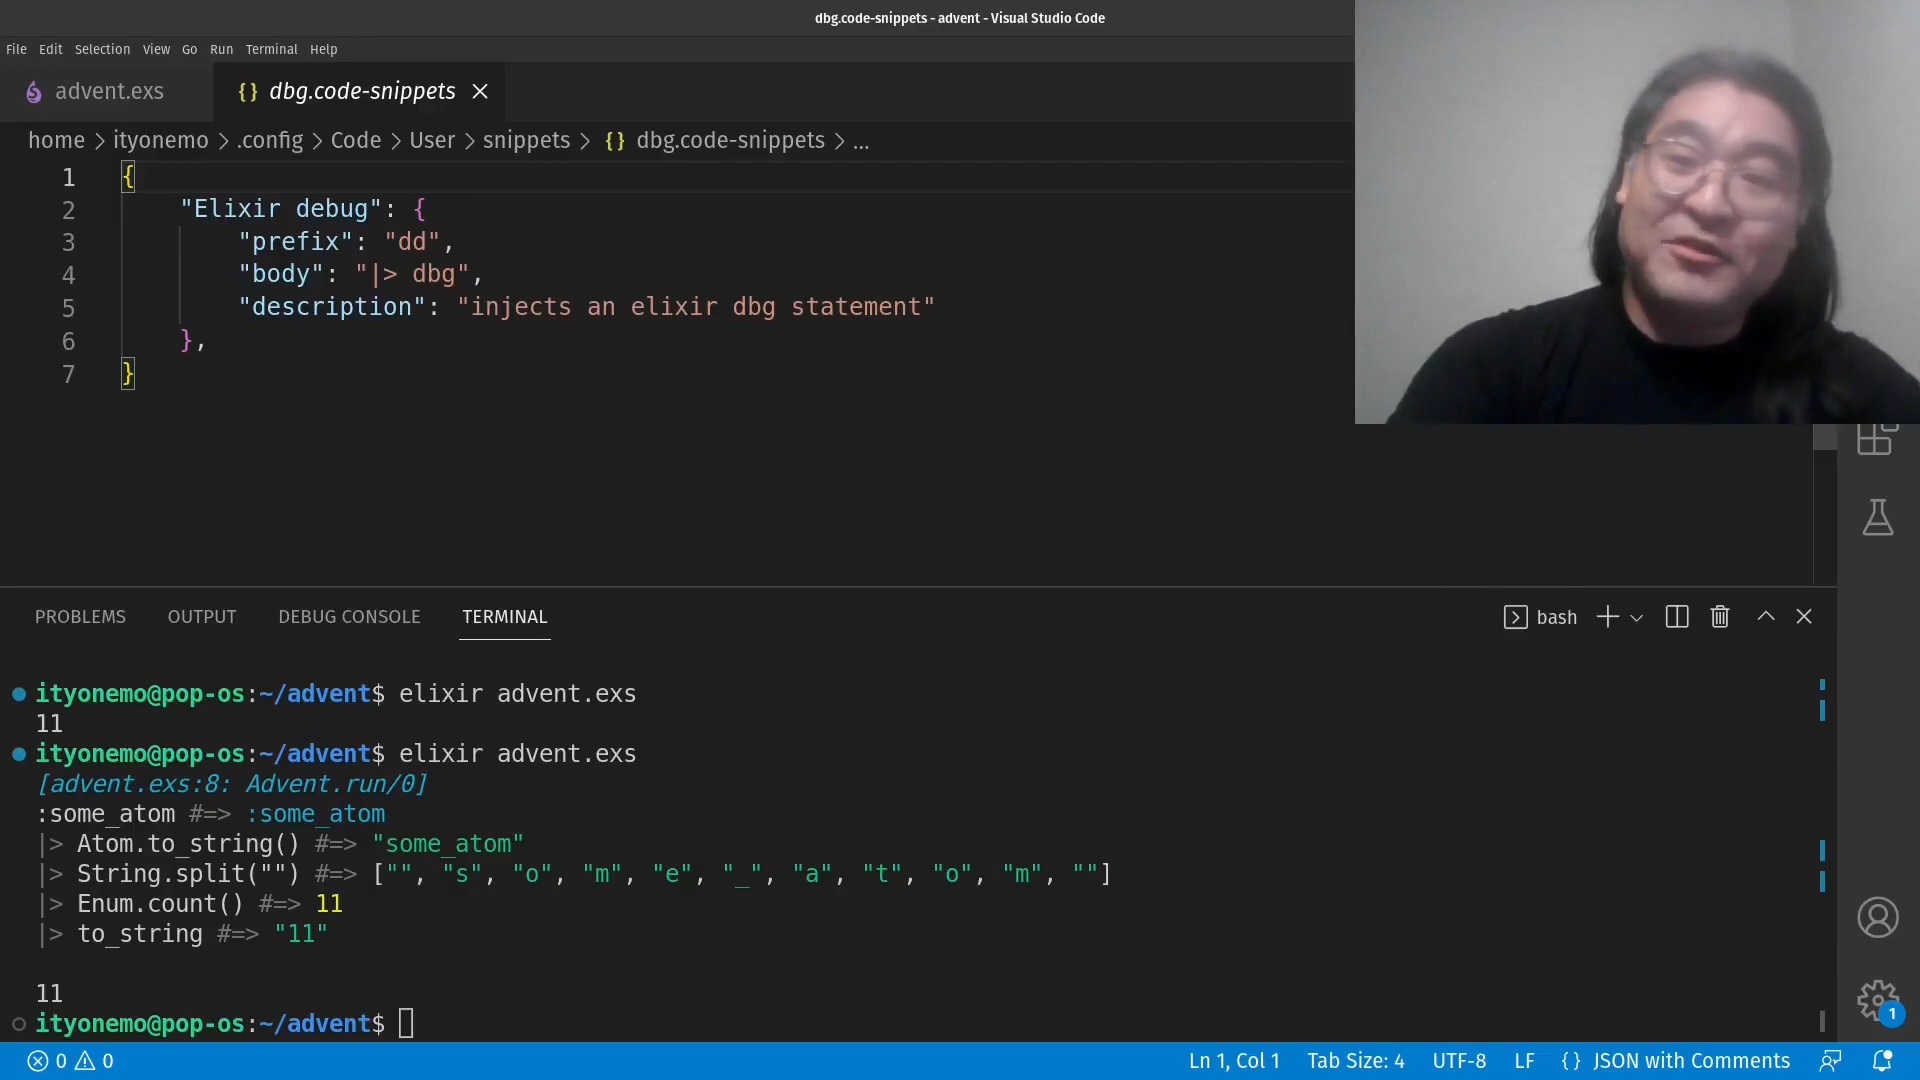 dbg.code-snippets - advent - Visual Studio Code
File Edit Selection View Go Run Terminal Help
advent.exs
{} dbg.code-snippets
home > ityonemo > .config > Code > User > snippets > {} dbg.code-snippets > ...
1 {
2 "Elixir debug": {
3 "prefix": "dd",
4 "body": "|> dbg",
5 "description": "injects an elixir dbg statement"
6 },
7 }
PROBLEMS OUTPUT DEBUG CONSOLE TERMINAL
bash
ityonemo@pop-os:~/advent$ elixir advent.exs
11
ityonemo@pop-os:~/advent$ elixir advent.exs
[advent.exs:8: Advent.run/0]
:some_atom #=> :some_atom
|> Atom.to_string() #=> "some_atom"
|> String.split("") #=> ["", "s", "o", "m", "e", "_", "a", "t", "o", "m", ""]
|> Enum.count() #=> 11
|> to_string #=> "11"
11
ityonemo@pop-os:~/advent$
1
0 0 Ln 1, Col 1 Tab Size: 4 UTF-8 LF {} JSON with Comments